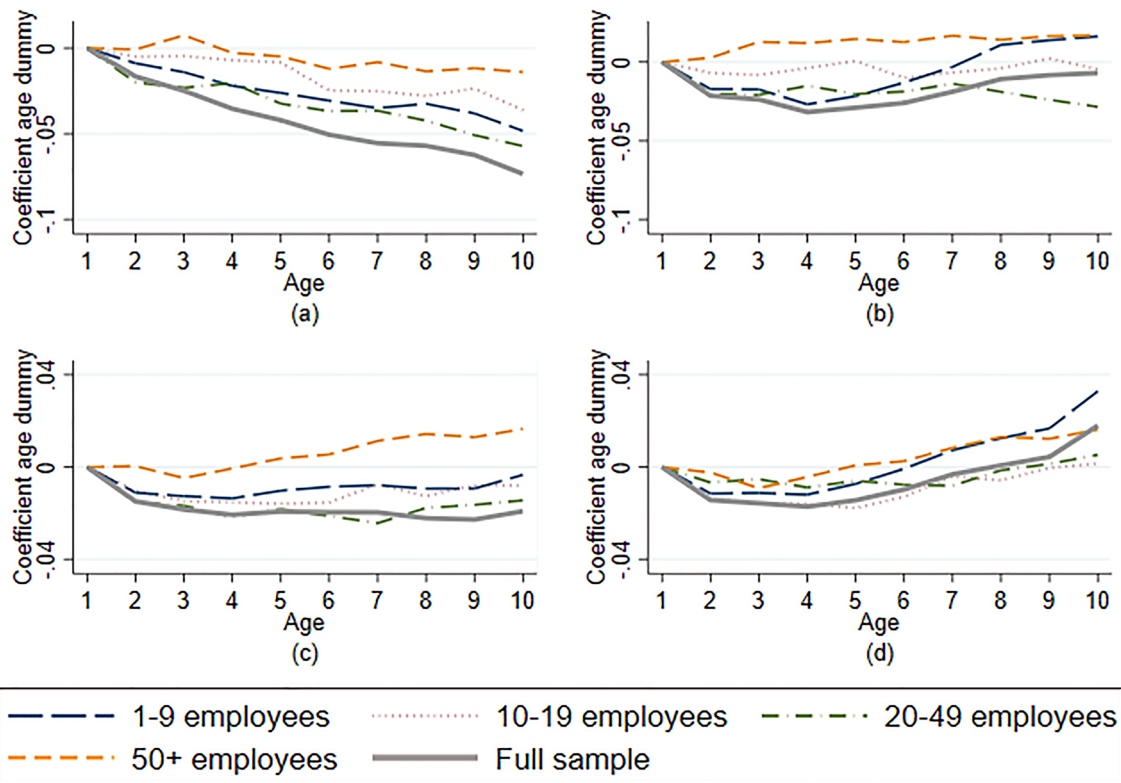 Coefficient age dummy
0
-.05
-.1
1 2 3 4 5 6 7 8 9 10
Age
(a)
Coefficient age dummy
0
-.05
-.1
1 2 3 4 5 6 7 8 9 10
Age
(b)
Coefficient age dummy
.04
0
-.04
1 2 3 4 5 6 7 8 9 10
Age
(c)
Coefficient age dummy
.04
0
-.04
1 2 3 4 5 6 7 8 9 10
Age
(d)
1-9 employees 10-19 employees 20-49 employees
50+ employees Full sample